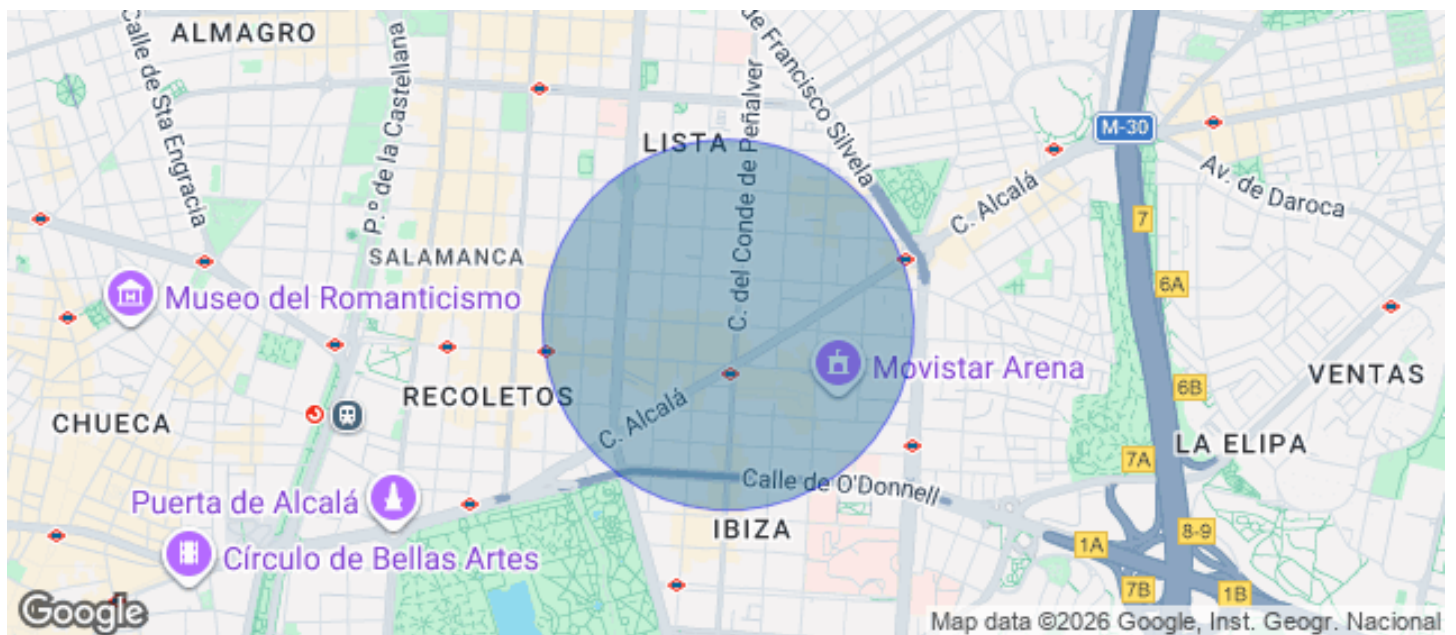 ALMAGRO
Calle de Sta Engracia
P.º de la Castellana
LISTA
C. del Conde de Peñalver
de Francisco Silvela
M-30
Av. de Daroca
C. Alcalá
7
SALAMANCA
6A
Museo del Romanticismo
Movistar Arena
VENTAS
RECOLETOS
6B
CHUECA
C. Alcalá
LA ELIPA
7A
Puerta de Alcalá
Calle de O'Donnell
IBIZA
8-9
1A
Círculo de Bellas Artes
7B
1B
Google
Map data ©2026 Google, Inst. Geogr. Nacional